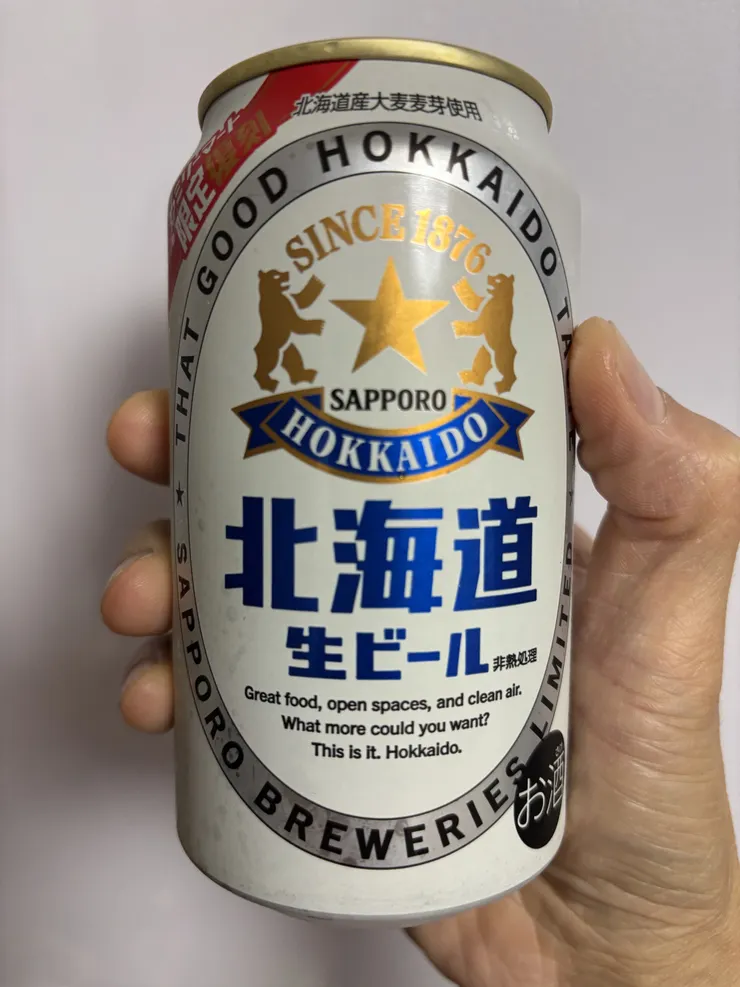 北海道産大麦麦芽使用
限定復刻
THAT GOOD HOKKAIDO TASTE
SINCE 1876
SAPPORO
HOKKAIDO
北海道
生ビール 非熱処理
Great food, open spaces, and clean air.
What more could you want?
This is it. Hokkaido.
お酒
★ SAPPORO BREWERIES LIMITED ★